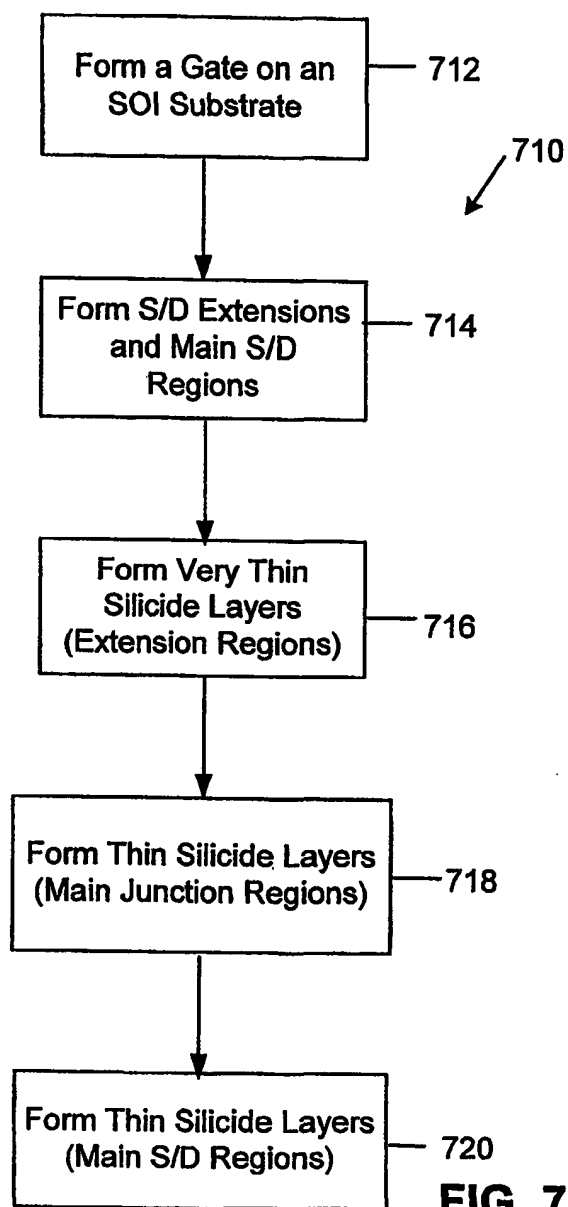 Form a Gate on an
SOI Substrate
712
710
Form S/D Extensions
and Main S/D
Regions
714
Form Very Thin
Silicide Layers
(Extension Regions)
716
Form Thin Silicide Layers
(Main Junction Regions)
718
Form Thin Silicide Layers
(Main S/D Regions)
720
FIG. 7